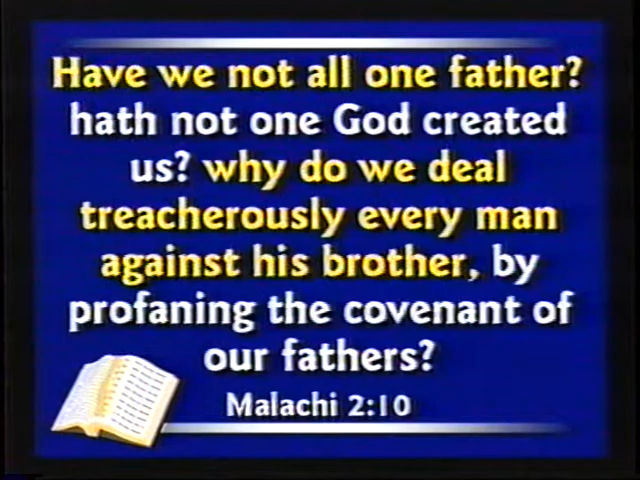 Have we not all one father?
hath not one God created
us? why do we deal
treacherously every man
against his brother, by
profaning the covenant of
our fathers?
Malachi 2:10